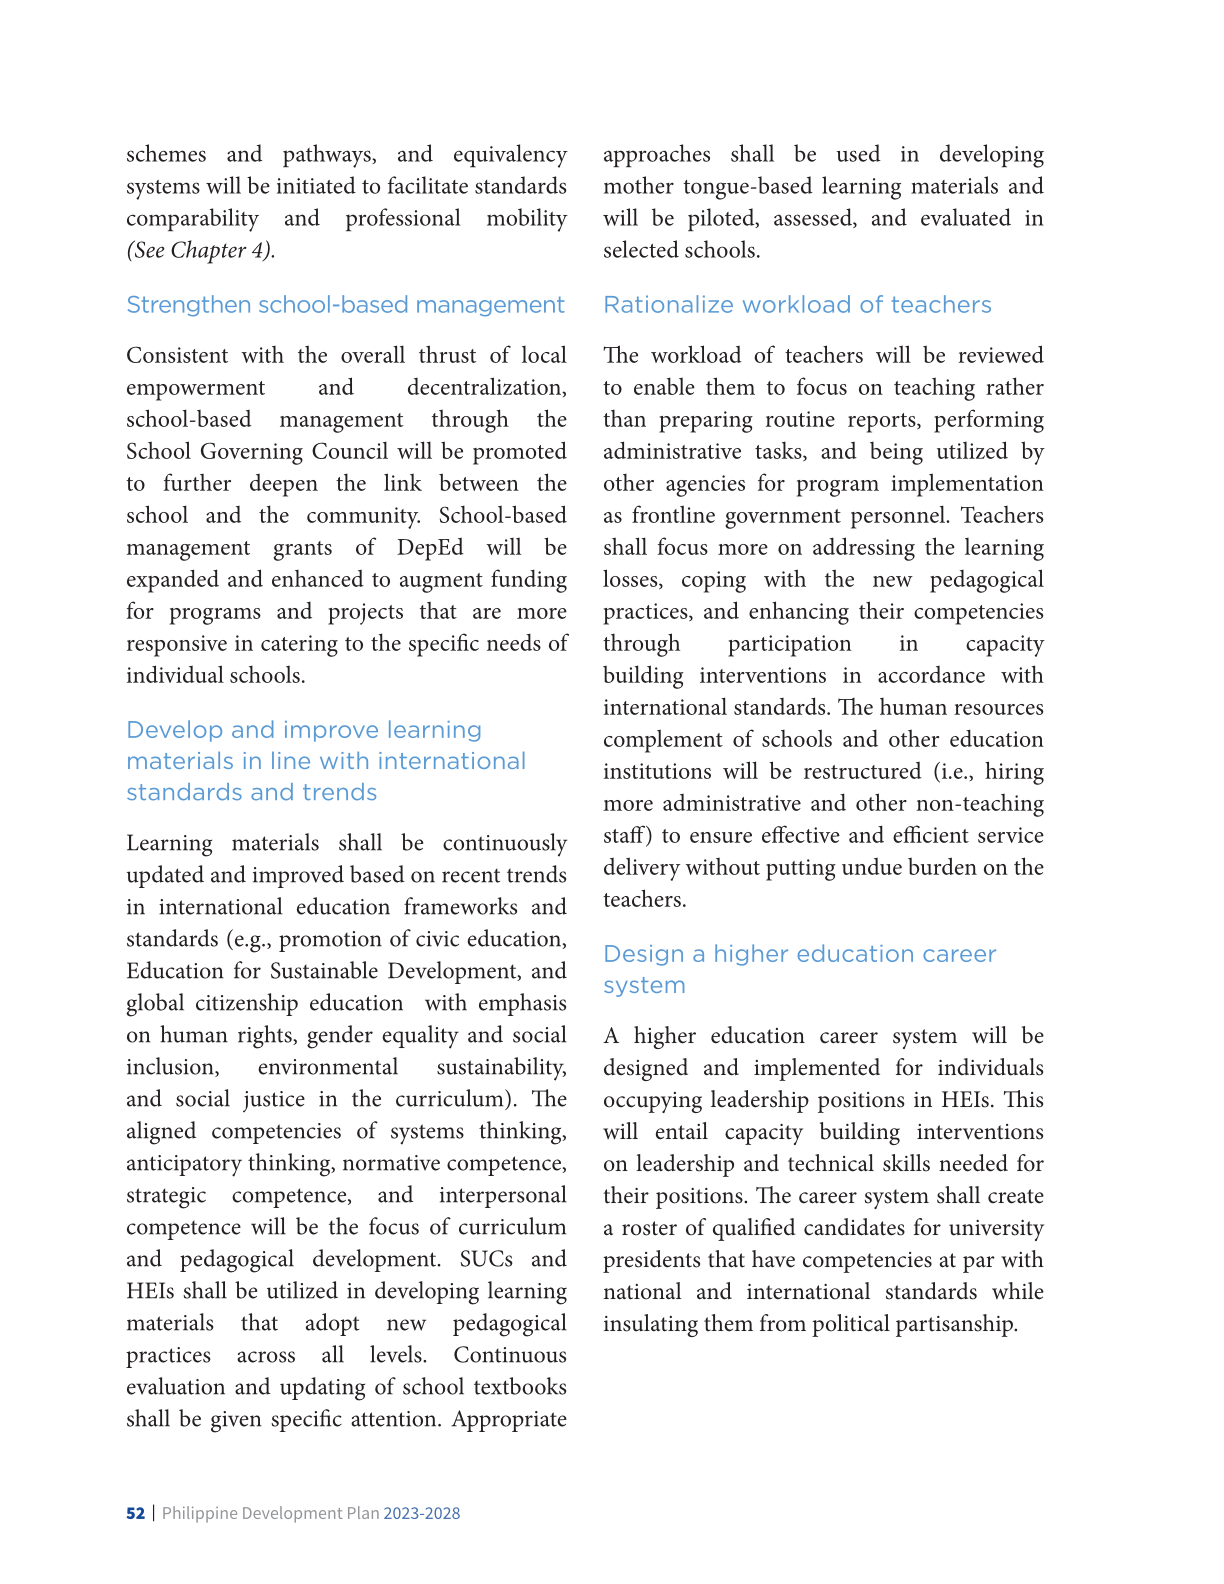 schemes and pathways, and equivalency
systems will be initiated to facilitate standards
comparability and professional mobility
(See Chapter 4).
Strengthen school-based management
Consistent with the overall thrust of local
empowerment and decentralization,
school-based management through the
School Governing Council will be promoted
to further deepen the link between the
school and the community. School-based
management grants of DepEd will be
expanded and enhanced to augment funding
for programs and projects that are more
responsive in catering to the specific needs of
individual schools.
Develop and improve learning
materials in line with international
standards and trends
Learning materials shall be continuously
updated and improved based on recent trends
in international education frameworks and
standards (e.g., promotion of civic education,
Education for Sustainable Development, and
global citizenship education with emphasis
on human rights, gender equality and social
inclusion, environmental sustainability,
and social justice in the curriculum). The
aligned competencies of systems thinking,
anticipatory thinking, normative competence,
strategic competence, and interpersonal
competence will be the focus of curriculum
and pedagogical development. SUCs and
HEIs shall be utilized in developing learning
materials that adopt new pedagogical
practices across all levels. Continuous
evaluation and updating of school textbooks
shall be given specific attention. Appropriate
approaches shall be used in developing
mother tongue-based learning materials and
will be piloted, assessed, and evaluated in
selected schools.
Rationalize workload of teachers
The workload of teachers will be reviewed
to enable them to focus on teaching rather
than preparing routine reports, performing
administrative tasks, and being utilized by
other agencies for program implementation
as frontline government personnel. Teachers
shall focus more on addressing the learning
losses, coping with the new pedagogical
practices, and enhancing their competencies
through participation in capacity
building interventions in accordance with
international standards. The human resources
complement of schools and other education
institutions will be restructured (i.e., hiring
more administrative and other non-teaching
staff) to ensure effective and efficient service
delivery without putting undue burden on the
teachers.
Design a higher education career
system
A higher education career system will be
designed and implemented for individuals
occupying leadership positions in HEIs. This
will entail capacity building interventions
on leadership and technical skills needed for
their positions. The career system shall create
a roster of qualified candidates for university
presidents that have competencies at par with
national and international standards while
insulating them from political partisanship.
52 | Philippine Development Plan 2023-2028